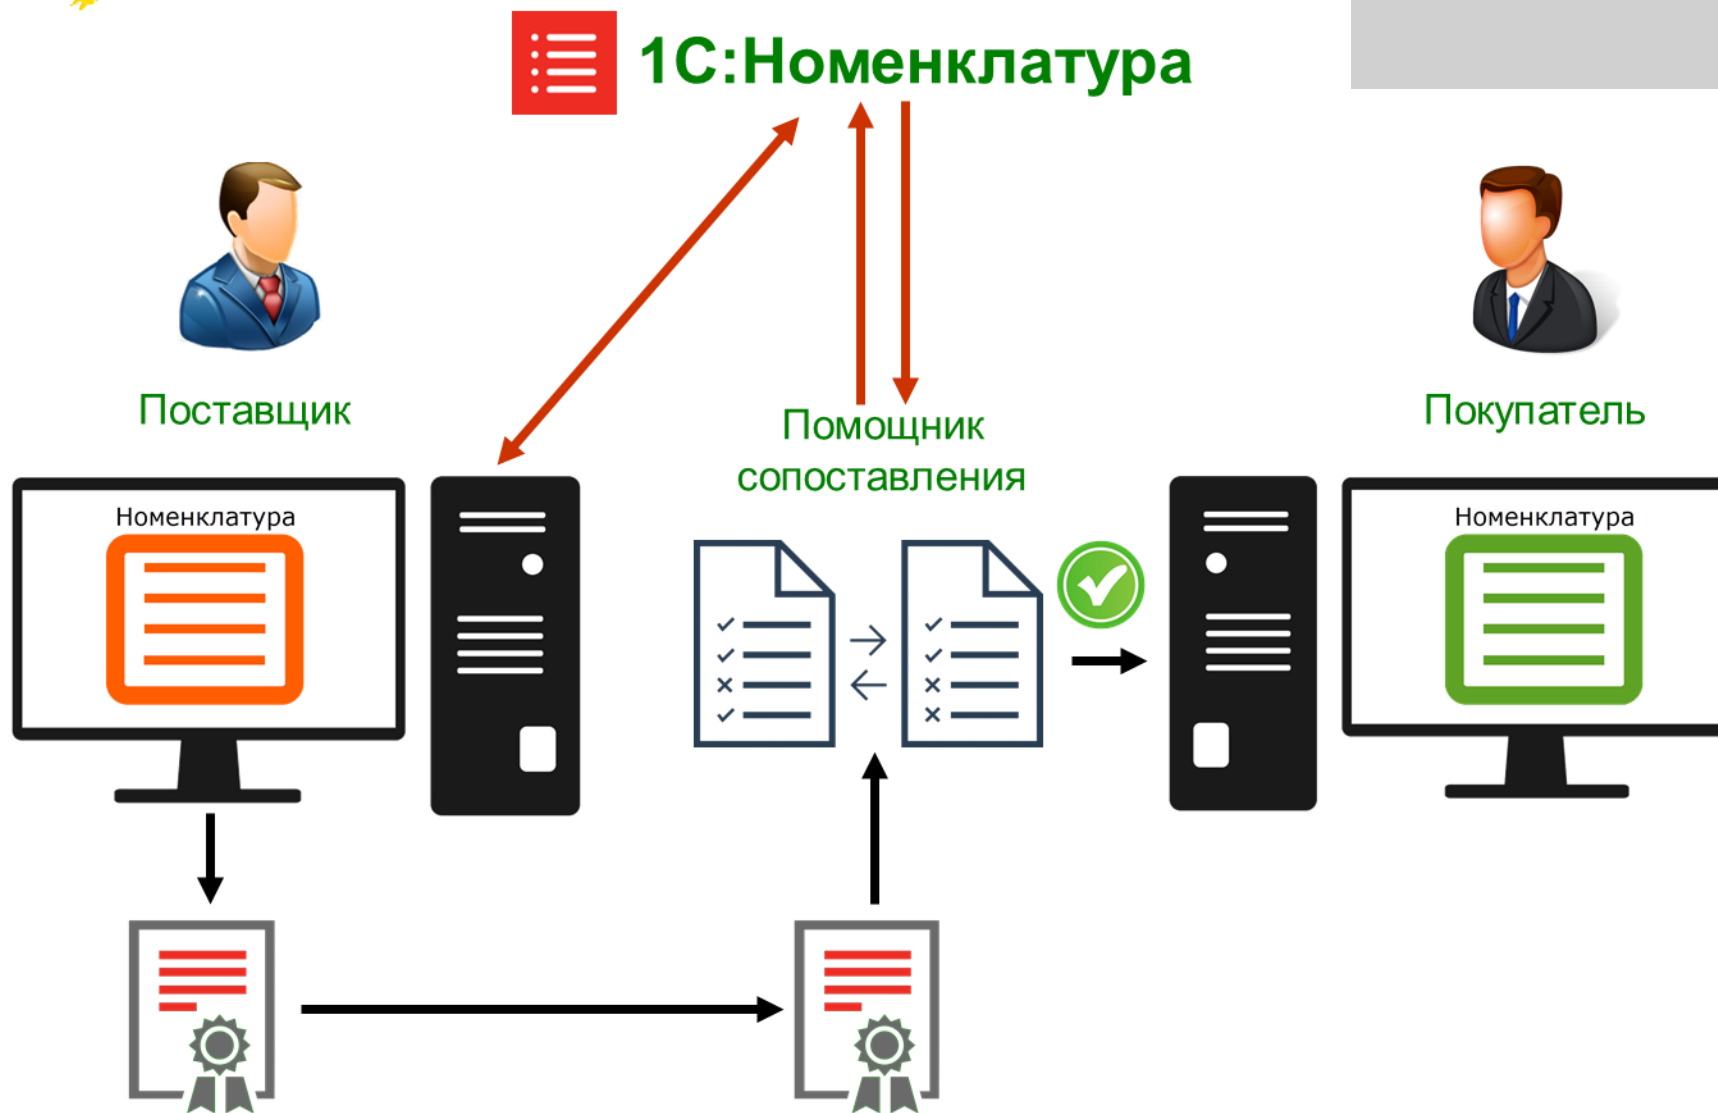 1С:Номенклатура
Поставщик
Помощник
сопоставления
Покупатель
Номенклатура
Номенклатура